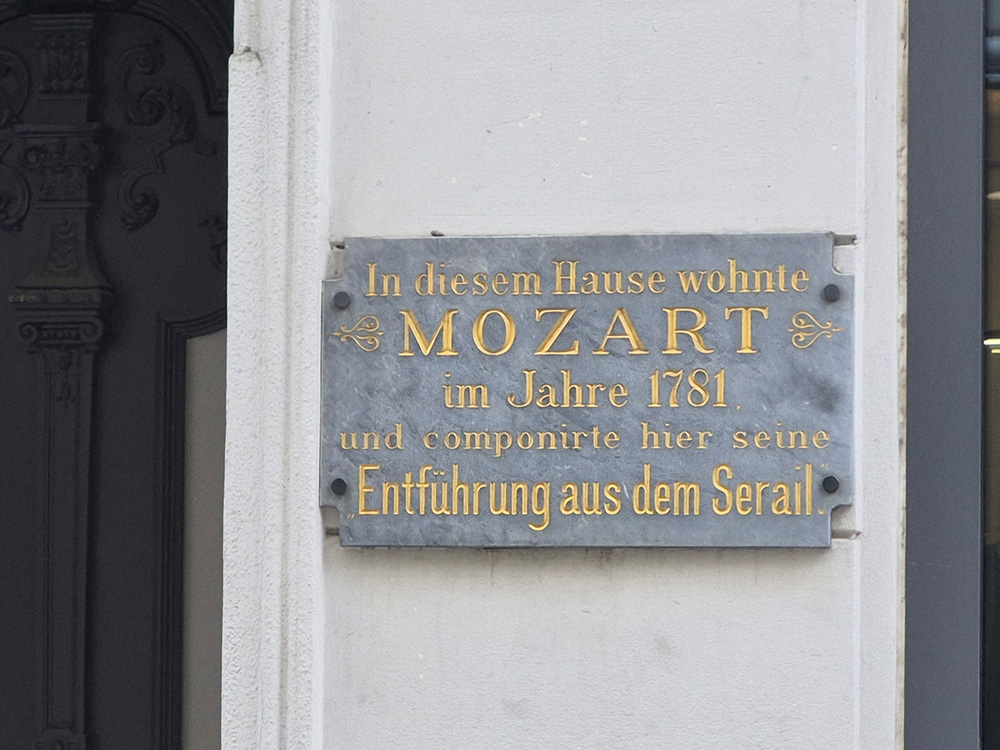 In diesem Hause wohnte
MOZART
im Jahre 1781,
und componirte hier seine
„Entführung aus dem Serail“.